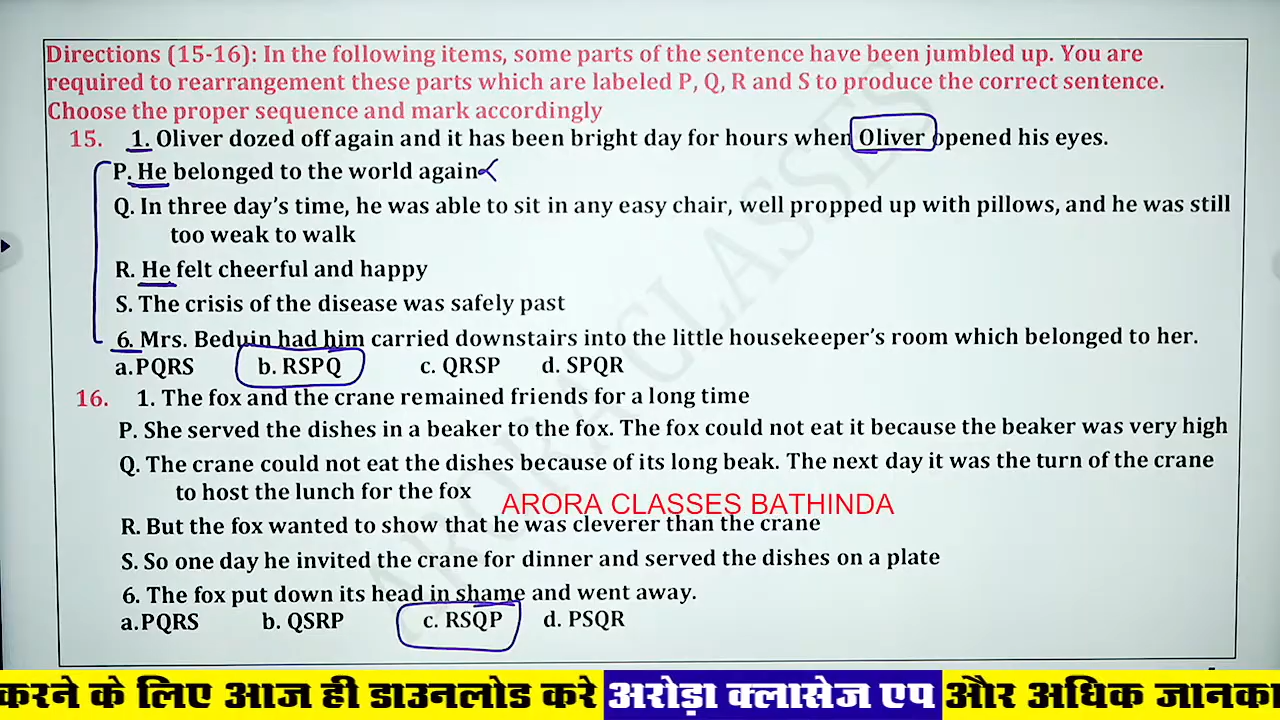 Directions (15-16): In the following items, some parts of the sentence have been jumbled up. You are
required to rearrangement these parts which are labeled P, Q, R and S to produce the correct sentence.
Choose the proper sequence and mark accordingly
15. 1. Oliver dozed off again and it has been bright day for hours when Oliver opened his eyes.
P. He belonged to the world again
Q. In three day's time, he was able to sit in any easy chair, well propped up with pillows, and he was still
too weak to walk
R. He felt cheerful and happy
S. The crisis of the disease was safely past
6. Mrs. Beduin had him carried downstairs into the little housekeeper's room which belonged to her.
a.PQRS b. RSPQ c. QRSP d. SPQR
16. 1. The fox and the crane remained friends for a long time
P. She served the dishes in a beaker to the fox. The fox could not eat it because the beaker was very high
Q. The crane could not eat the dishes because of its long beak. The next day it was the turn of the crane
to host the lunch for the fox
ARORA CLASSES BATHINDA
R. But the fox wanted to show that he was cleverer than the crane
S. So one day he invited the crane for dinner and served the dishes on a plate
6. The fox put down its head in shame and went away.
a.PQRS b. QSRP c. RSQP d. PSQR
ARORA CLASSES
करने के लिए आज ही डाउनलोड करे अरोड़ा क्लासेज एप और अधिक जानका